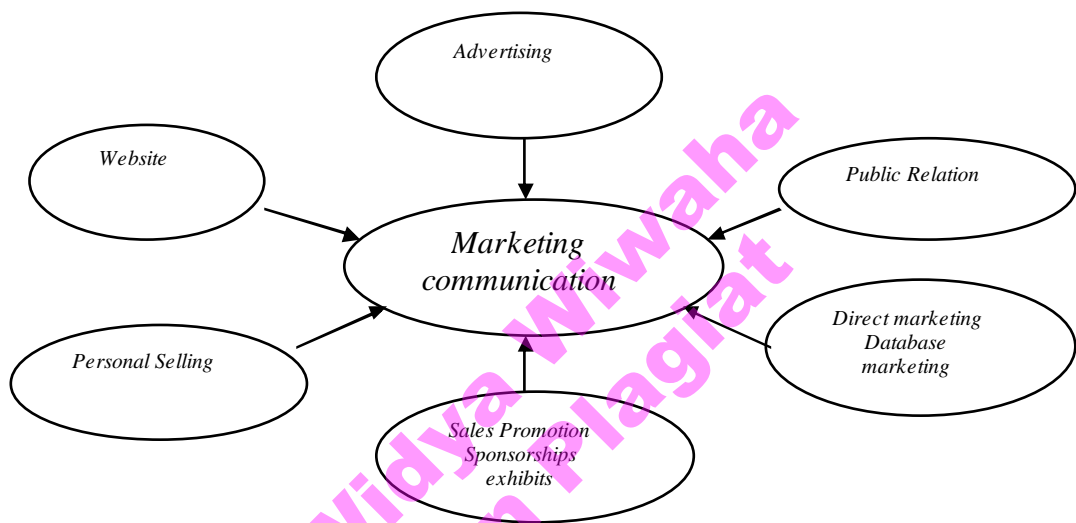 Advertising
Website
Public Relation
Marketing
communication
Direct marketing
Database
marketing
Personal Selling
Sales Promotion
Sponsorships
exhibits
Widya Wiwaha
Plagiat